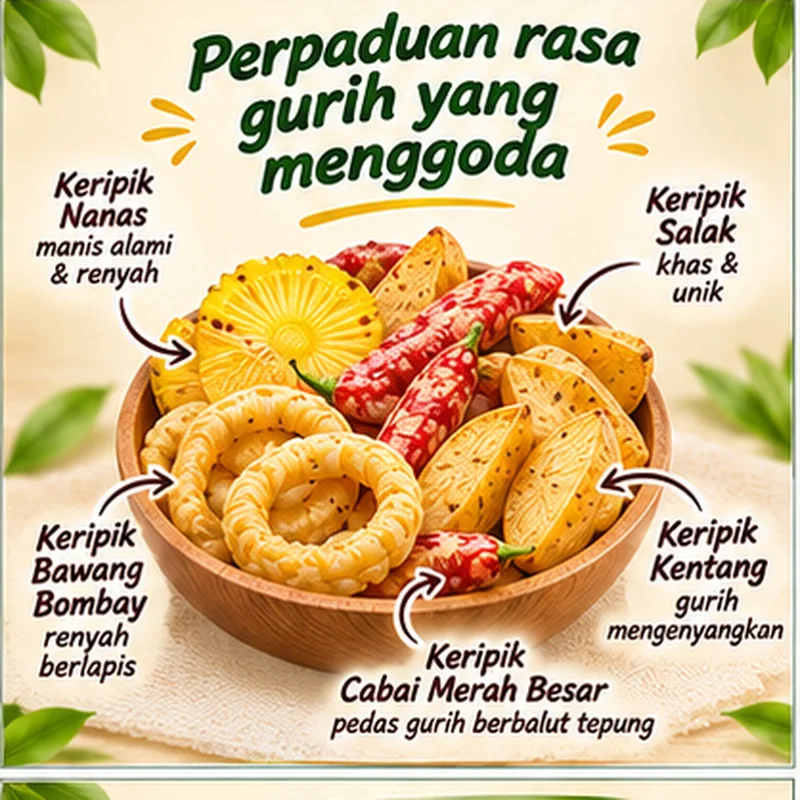 Perpaduan rasa
gurih yang
menggoda
Keripik
Nanas
manis alami
& renyah
Keripik
Salak
khas &
unik
Keripik
Bawang
Bombay
renyah
berlapis
Keripik
Kentang
gurih
mengenyangkan
Keripik
Cabai Merah Besar
pedas gurih berbalut tepung